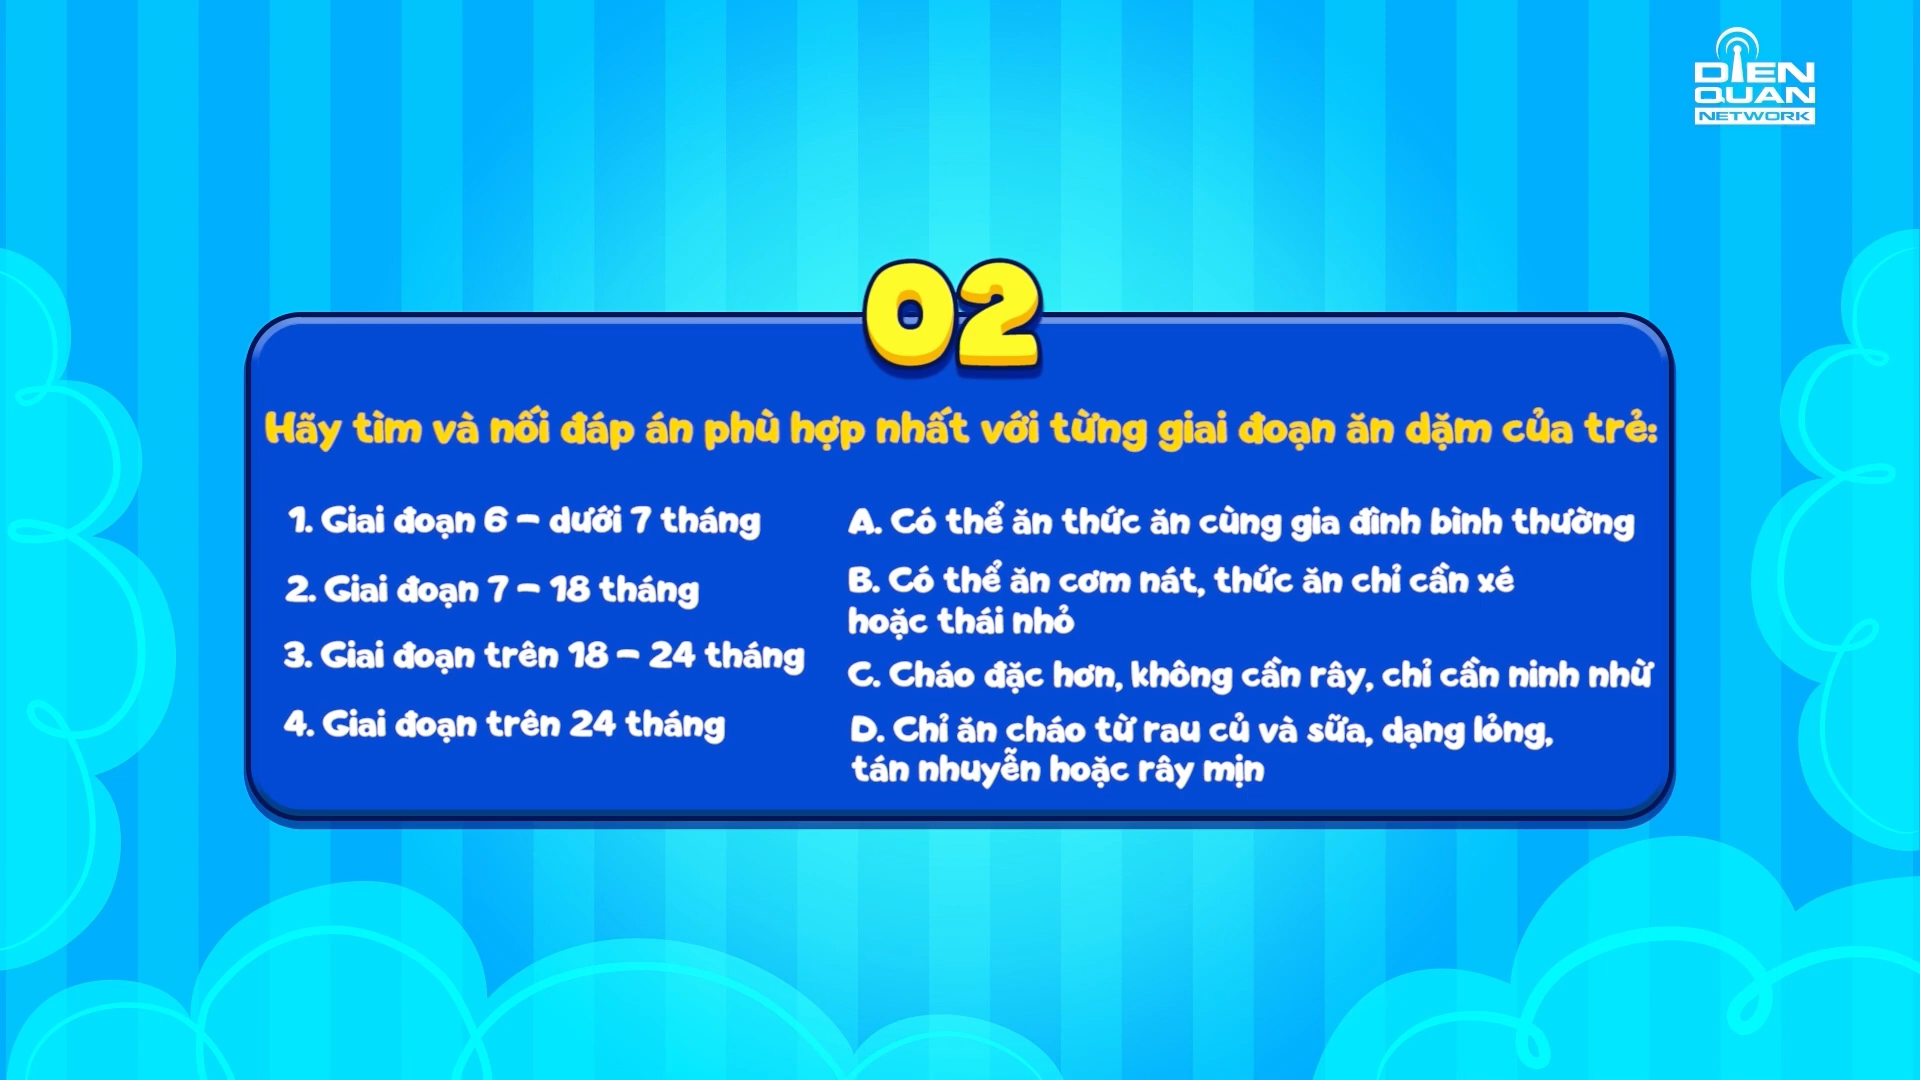 DIEN
QUAN
NETWORK
02
Hãy tìm và nối đáp án phù hợp nhất với từng giai đoạn ăn dặm của trẻ:
1. Giai đoạn 6 – dưới 7 tháng
2. Giai đoạn 7 – 18 tháng
3. Giai đoạn trên 18 – 24 tháng
4. Giai đoạn trên 24 tháng
A. Có thể ăn thức ăn cùng gia đình bình thường
B. Có thể ăn cơm nát, thức ăn chỉ cần xé
hoặc thái nhỏ
C. Cháo đặc hơn, không cần rây, chỉ cần ninh nhừ
D. Chỉ ăn cháo từ rau củ và sữa, dạng lỏng,
tán nhuyễn hoặc rây mịn